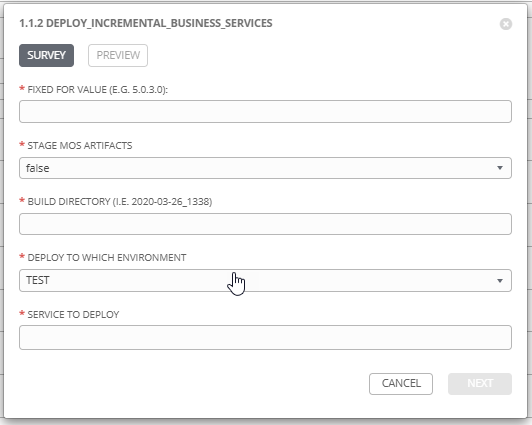 1.1.2 DEPLOY_INCREMENTAL_BUSINESS_SERVICES
SURVEY PREVIEW
* FIXED FOR VALUE (E.G. 5.0.3.0):
* STAGE MOS ARTIFACTS
false
* BUILD DIRECTORY (I.E. 2020-03-26_1338)
* DEPLOY TO WHICH ENVIRONMENT
TEST
* SERVICE TO DEPLOY
CANCEL NEXT